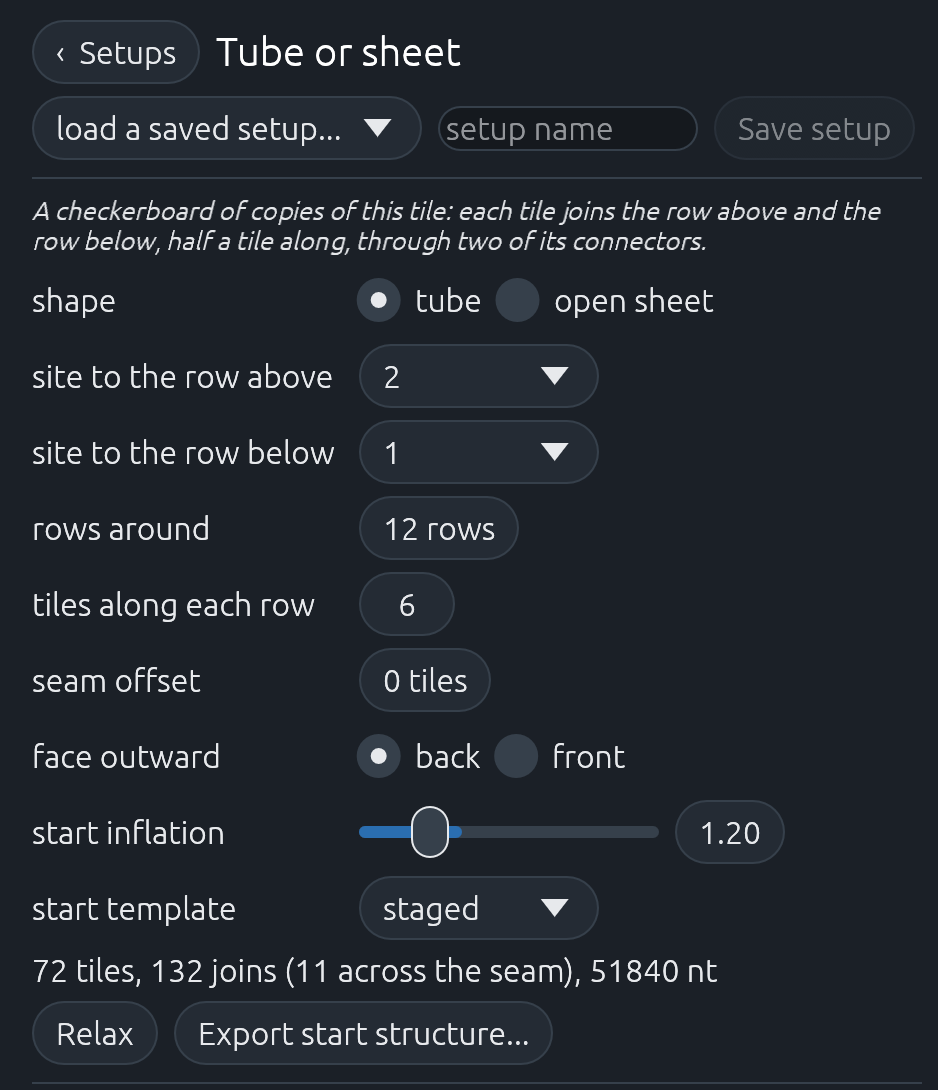 ‹ Setups Tube or sheet
load a saved setup... setup name Save setup
A checkerboard of copies of this tile: each tile joins the row above and the
row below, half a tile along, through two of its connectors.
shape tube open sheet
site to the row above 2
site to the row below 1
rows around 12 rows
tiles along each row 6
seam offset 0 tiles
face outward back front
start inflation 1.20
start template staged
72 tiles, 132 joins (11 across the seam), 51840 nt
Relax Export start structure...